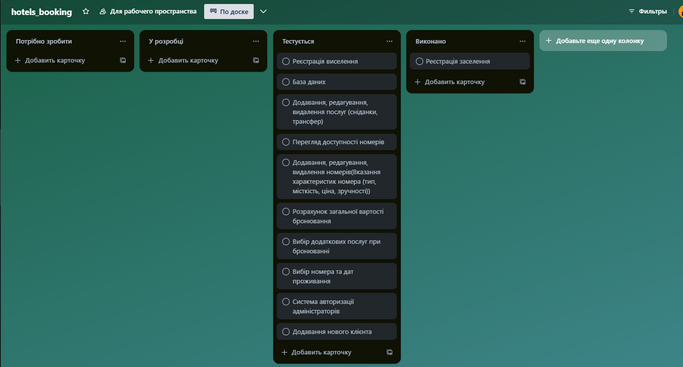 hotels_booking
Для рабочего пространства
По доске
Фильтры
Потрібно зробити
Добавить карточку
У розробці
Добавить карточку
Тестується
Реєстрація виселення
База даних
Додавання, редагування,
видалення послуг (сніданки,
трансфер)
Перегляд доступності номерів
Додавання, редагування,
видалення номерів(Вказання
характеристик номера (тип,
місткість, ціна, зручності))
Розрахунок загальної вартості
бронювання
Вибір додаткових послуг при
бронюванні
Вибір номера та дат
проживання
Система авторизації
адміністраторів
Додавання нового клієнта
Добавить карточку
Виконано
Реєстрація заселення
Добавить карточку
Добавьте еще одну колонку